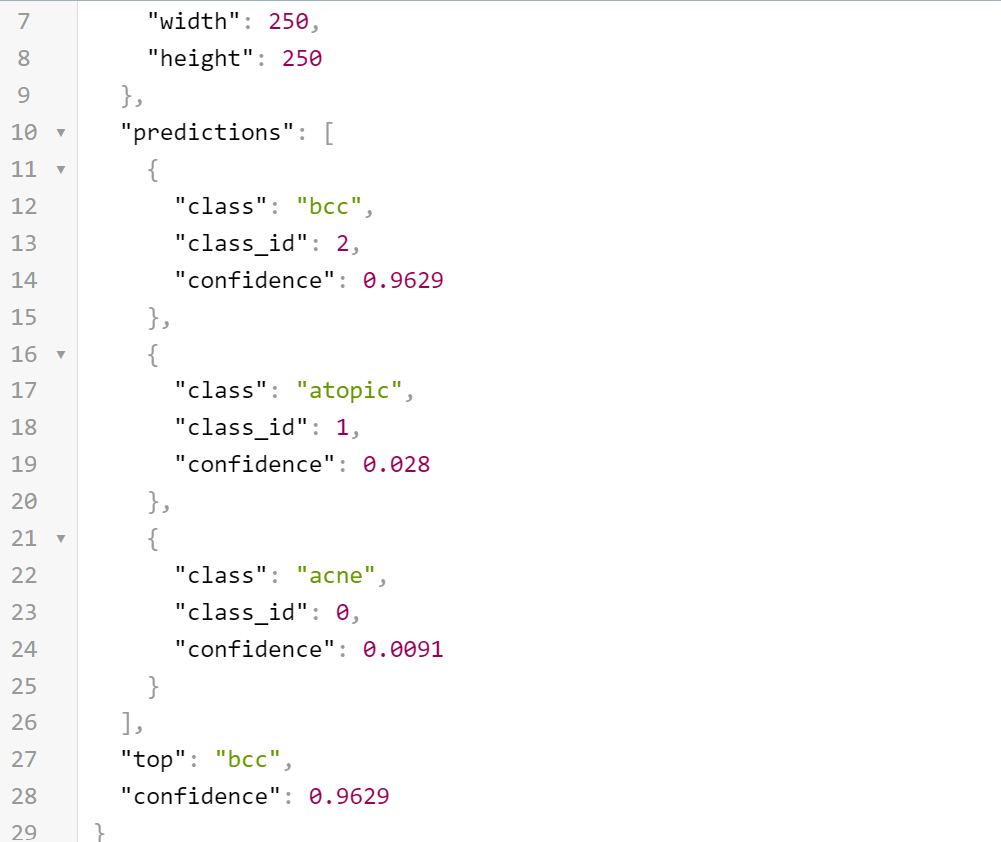 7 "width": 250,
8 "height": 250
9 },
10 ▼ "predictions": [
11 ▼ {
12 "class": "bcc",
13 "class_id": 2,
14 "confidence": 0.9629
15 },
16 ▼ {
17 "class": "atopic",
18 "class_id": 1,
19 "confidence": 0.028
20 },
21 ▼ {
22 "class": "acne",
23 "class_id": 0,
24 "confidence": 0.0091
25 }
26 ],
27 "top": "bcc",
28 "confidence": 0.9629
29 }